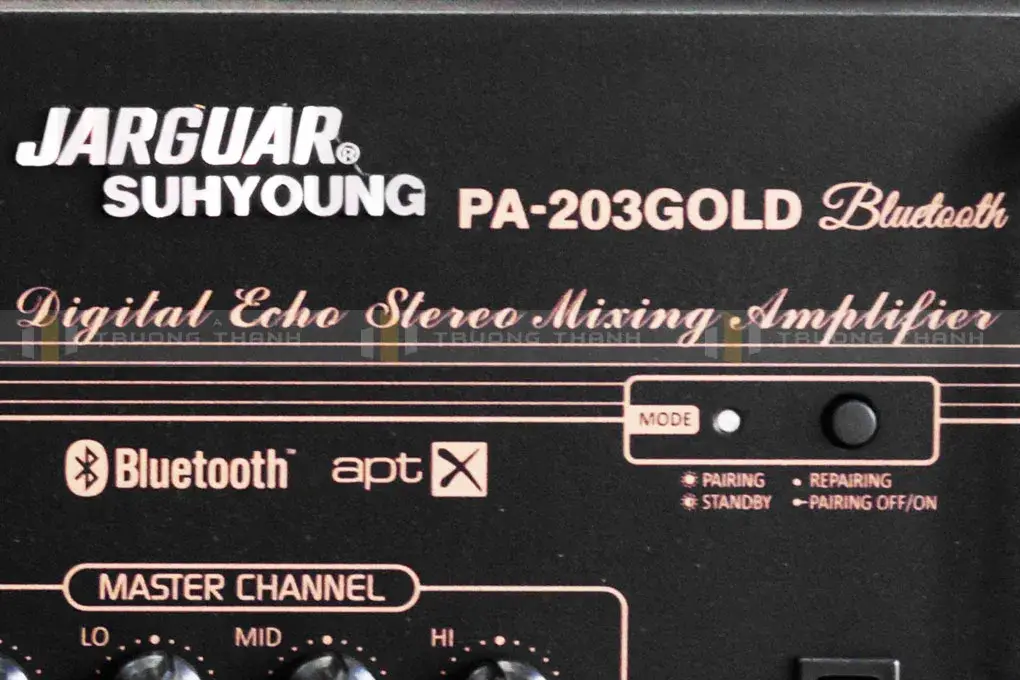 JARGUAR®
SUHYOUNG
PA-203GOLD Bluetooth
Digital Echo Stereo Mixing Amplifier
TRUONG THANH TRUONG THANH TRUONG THANH
MODE
Bluetooth™ aptX
PAIRING • REPAIRING
STANDBY PAIRING OFF/ON
MASTER CHANNEL
LO MID HI